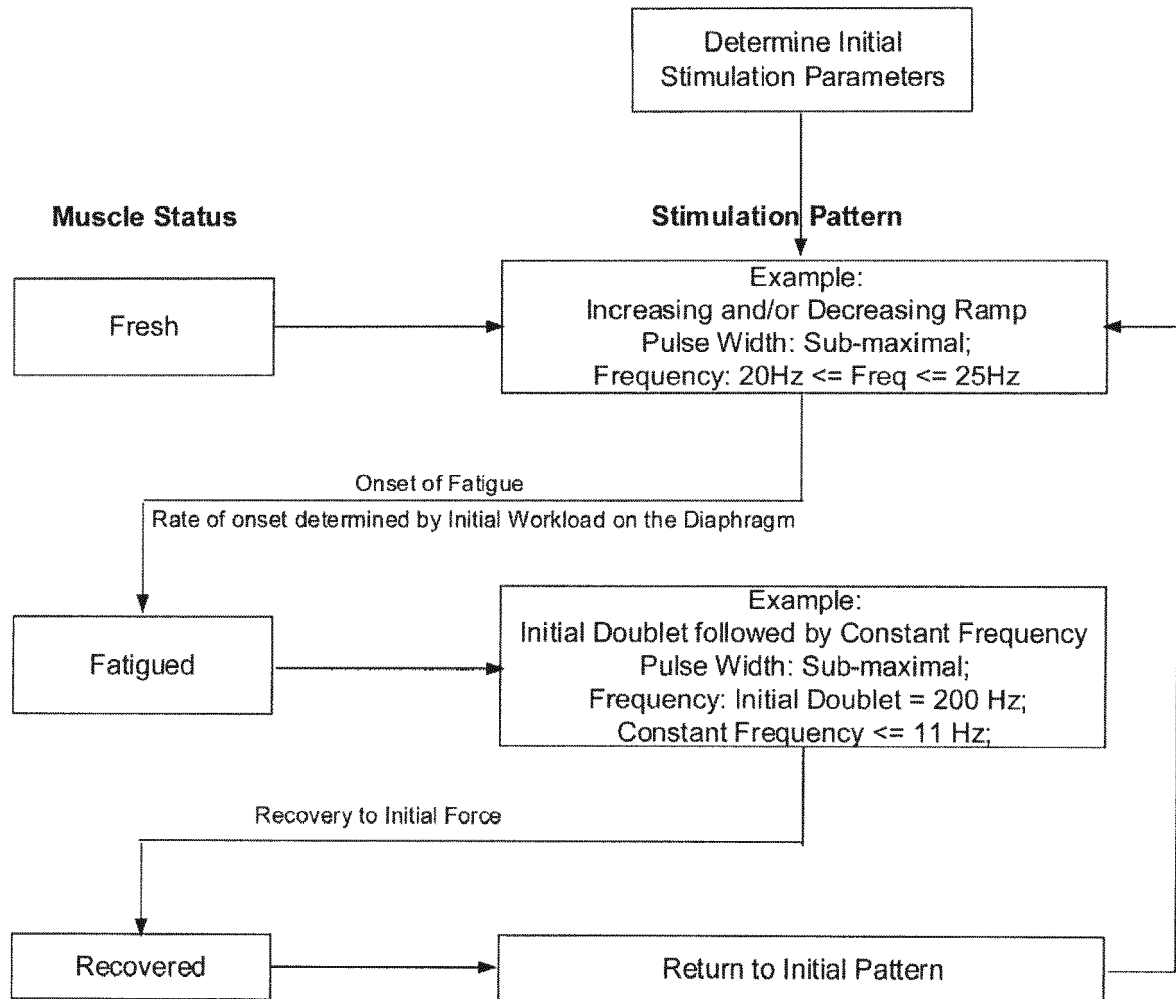 Determine Initial
Stimulation Parameters
Muscle Status
Stimulation Pattern
Fresh
Example:
Increasing and/or Decreasing Ramp
Pulse Width: Sub-maximal;
Frequency: 20Hz <= Freq <= 25Hz
Onset of Fatigue
Rate of onset determined by Initial Workload on the Diaphragm
Fatigued
Example:
Initial Doublet followed by Constant Frequency
Pulse Width: Sub-maximal;
Frequency: Initial Doublet = 200 Hz;
Constant Frequency <= 11 Hz;
Recovery to Initial Force
Recovered
Return to Initial Pattern